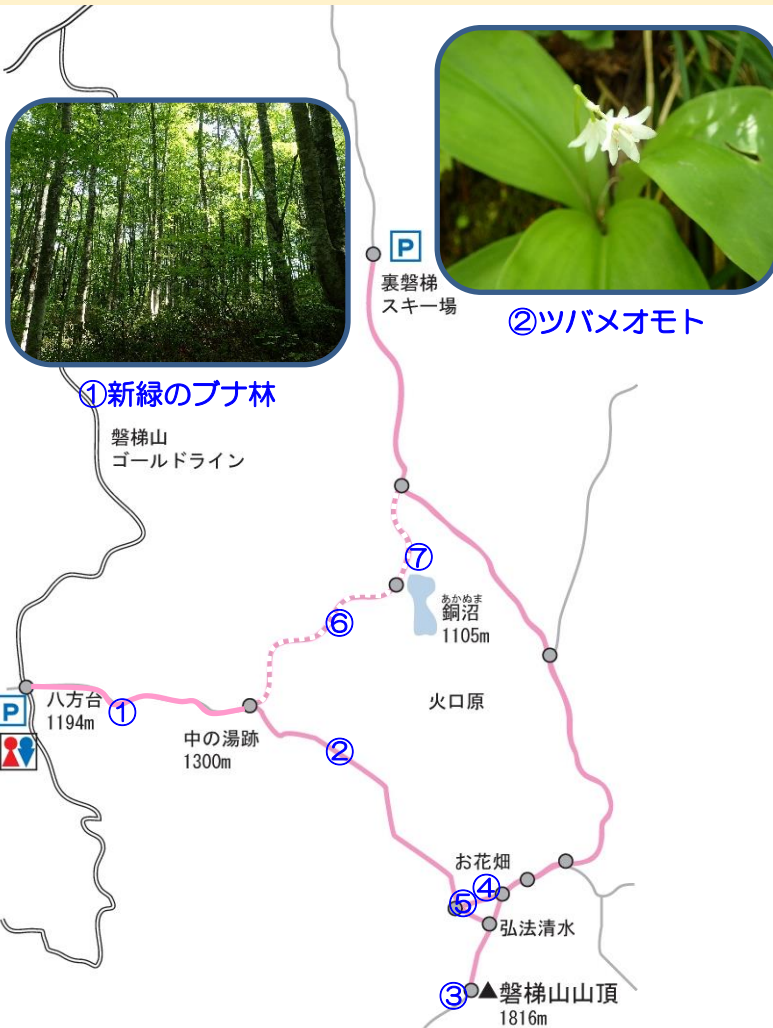 P
裏磐梯
スキー場
②ツバメオモト
①新緑のブナ林
磐梯山
ゴールドライン
⑦
あかぬま
銅沼
1105m
⑥
火口原
八方台
1194m
P
①
中の湯跡
1300m
②
お花畑
④
⑤
弘法清水
③
▲磐梯山山頂
1816m